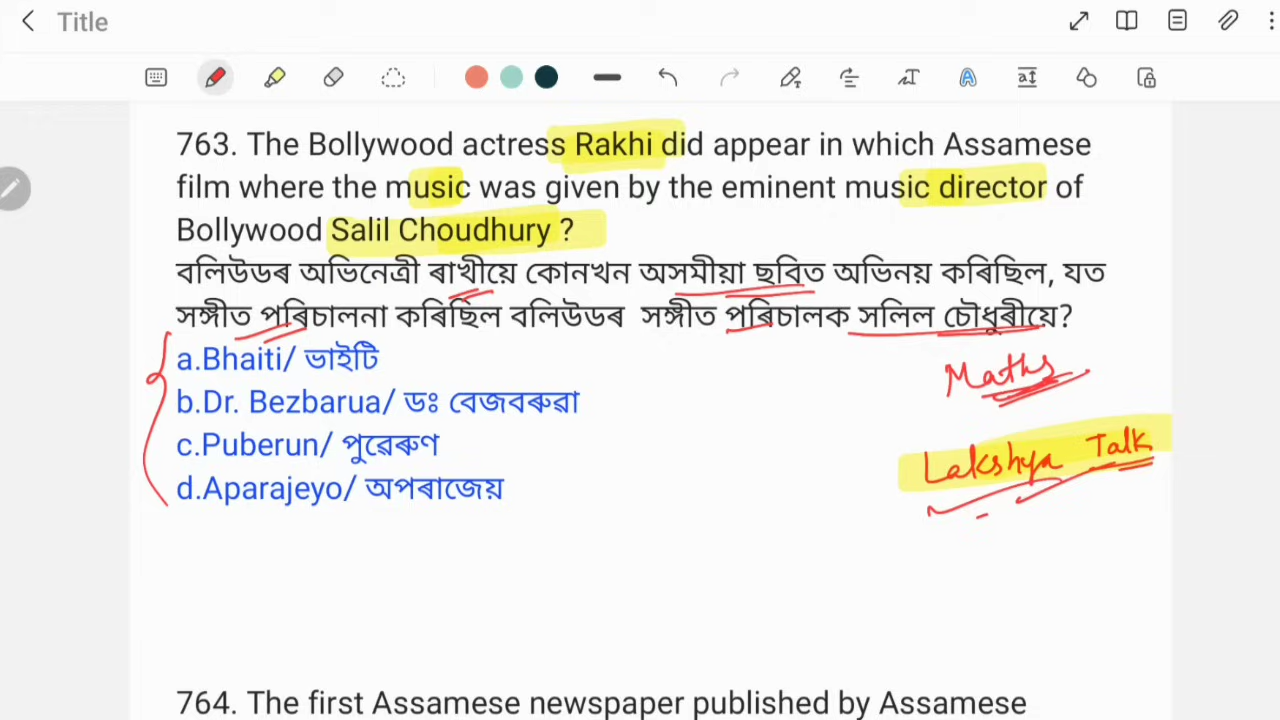 Title
763. The Bollywood actress Rakhi did appear in which Assamese
film where the music was given by the eminent music director of
Bollywood Salil Choudhury ?
বলিউডৰ অভিনেত্ৰী ৰাখীয়ে কোনখন অসমীয়া ছবিত অভিনয় কৰিছিল, যত
সঙ্গীত পৰিচালনা কৰিছিল বলিউডৰ সঙ্গীত পৰিচালক সলিল চৌধুৰীয়ে?
a.Bhaiti/ ভাইটি
b.Dr. Bezbarua/ ডঃ বেজবৰুৱা
c.Puberun/ পুৱেৰুণ
d.Aparajeyo/ অপৰাজেয়
Maths
Lakshya Talk
764. The first Assamese newspaper published by Assamese